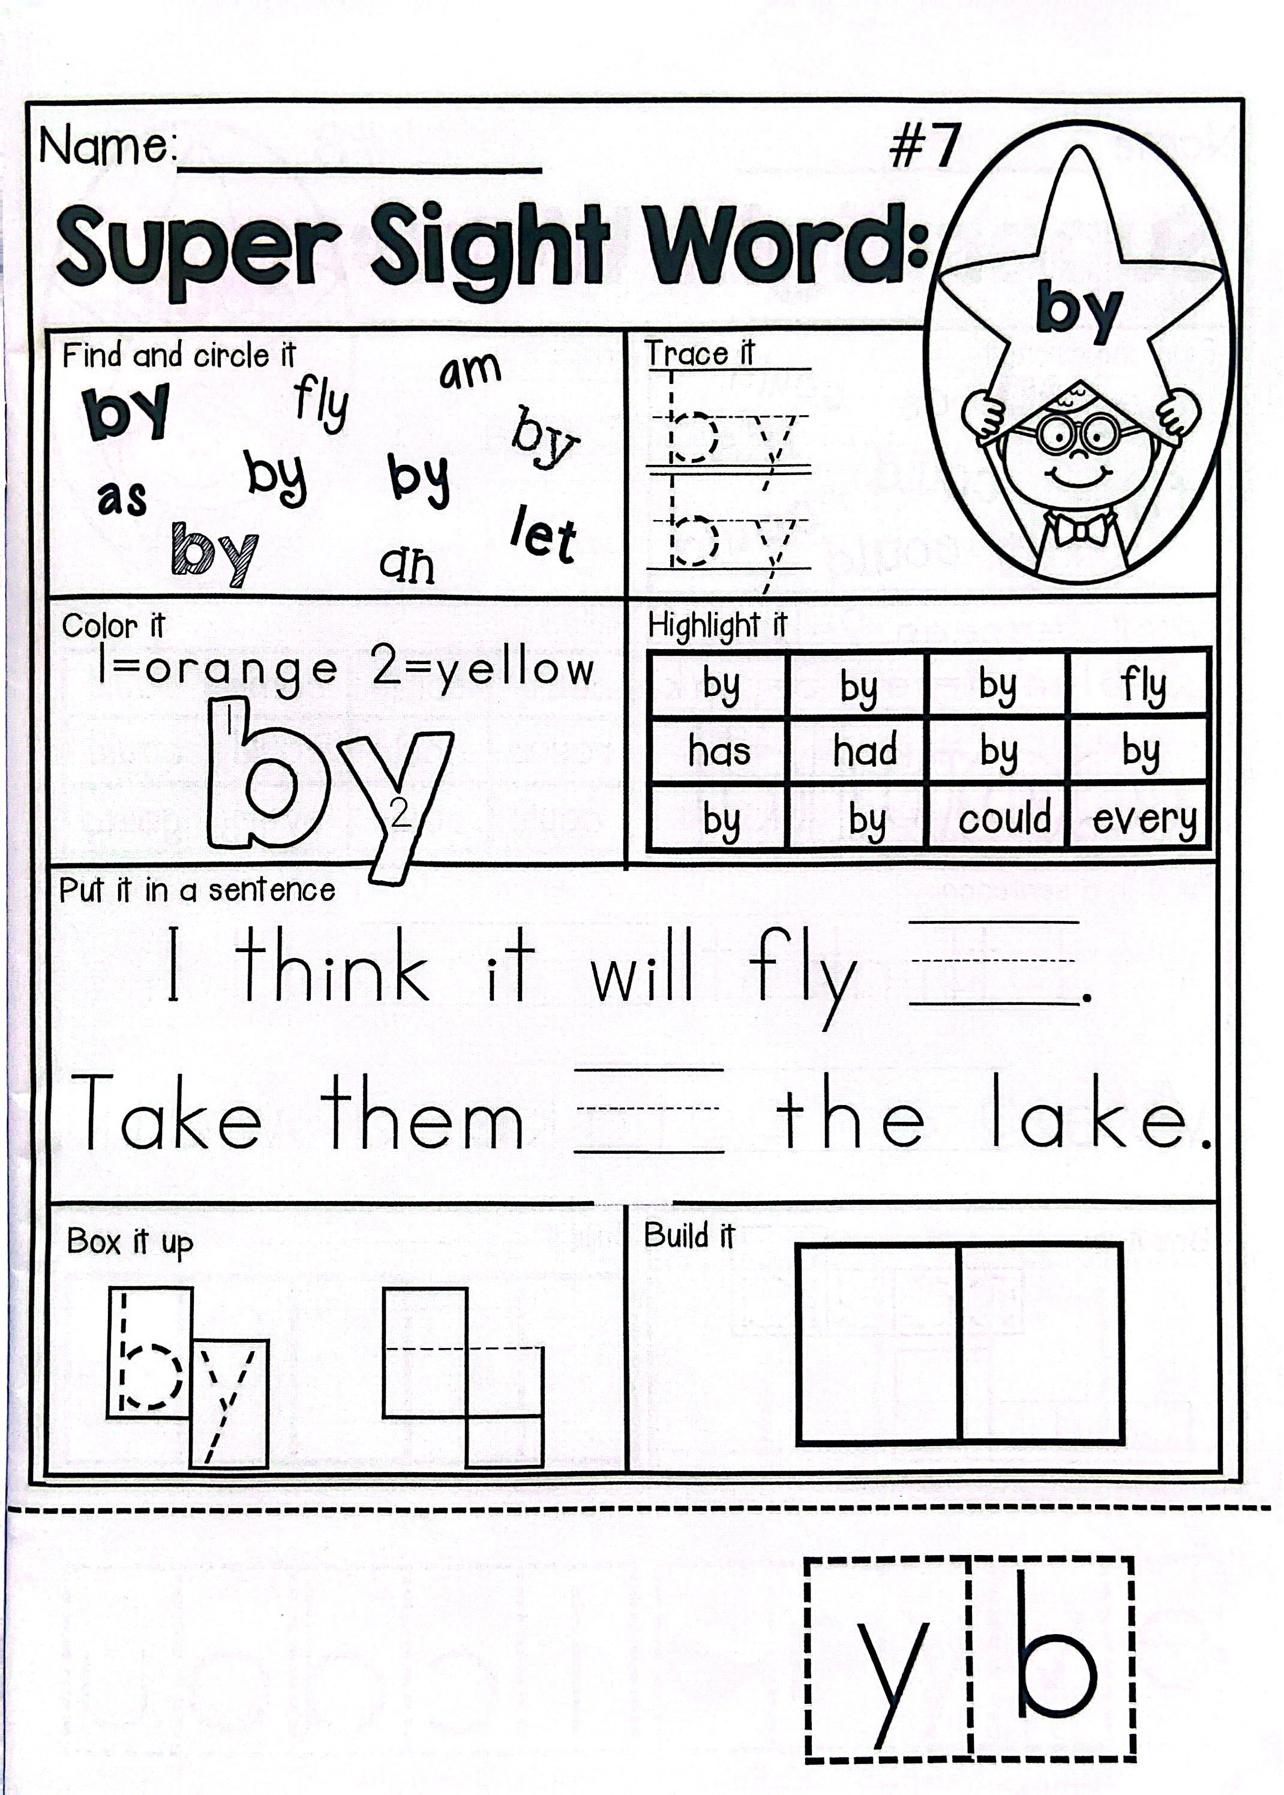 Name:
#7
Super Sight Word:
by
Find and circle it
am
by
fly
by
by
by
as
let
by
an
Trace it
by
by
Color it
1=orange 2=yellow
by
1
2
Highlight it
by by by fly
has had by by
by by could every
Put it in a sentence
I think it will fly .
Take them the lake.
Box it up
by
Build it
y b